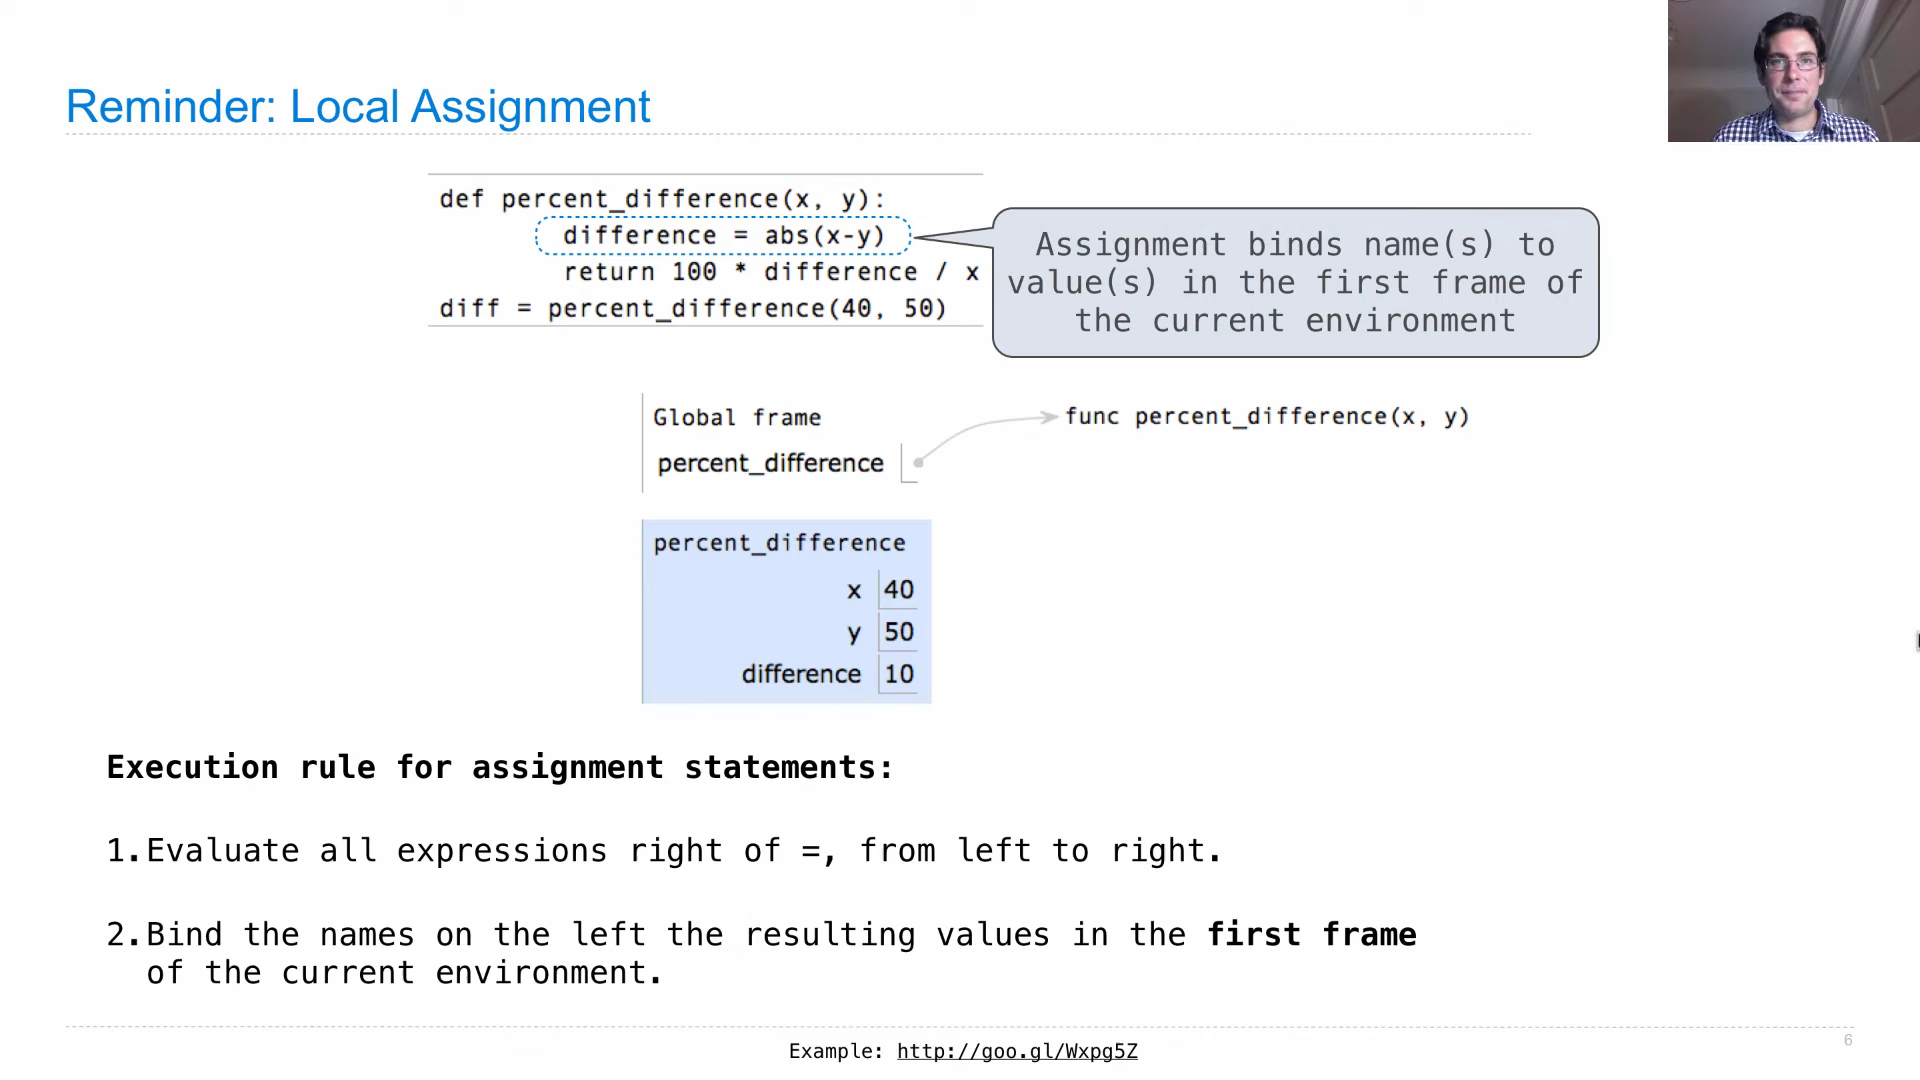 Reminder: Local Assignment
def percent_difference(x, y):
difference = abs(x-y)
return 100 * difference / x
diff = percent_difference(40, 50)
Assignment binds name(s) to
value(s) in the first frame of
the current environment
Global frame
percent_difference
func percent_difference(x, y)
percent_difference
x 40
y 50
difference 10
Execution rule for assignment statements:
1.Evaluate all expressions right of =, from left to right.
2.Bind the names on the left the resulting values in the first frame
of the current environment.
Example: http://goo.gl/Wxpg5Z
6